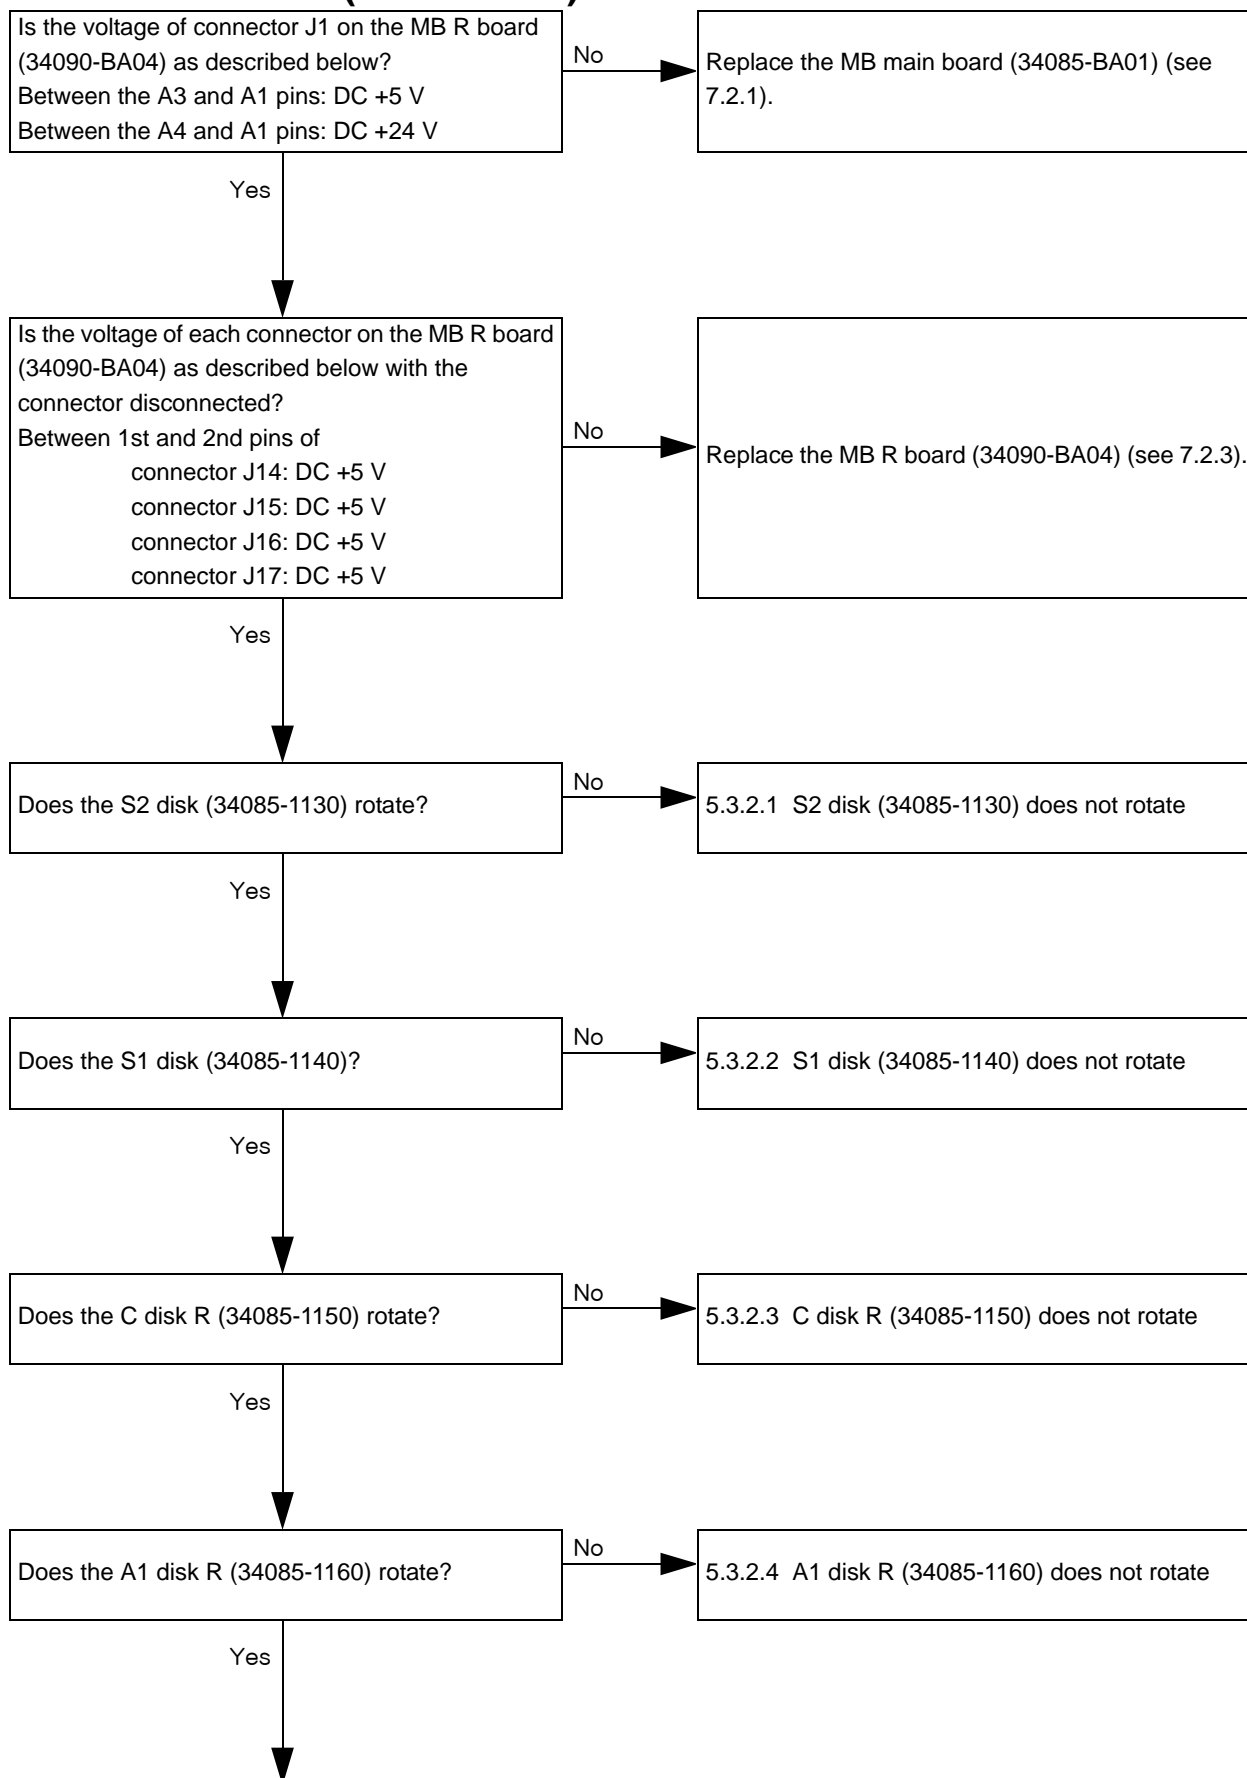 Is the voltage of connector J1 on the MB R board
(34090-BA04) as described below?
Between the A3 and A1 pins: DC +5 V
Between the A4 and A1 pins: DC +24 V
No
Replace the MB main board (34085-BA01) (see
7.2.1).
Yes
Is the voltage of each connector on the MB R board
(34090-BA04) as described below with the
connector disconnected?
Between 1st and 2nd pins of
connector J14: DC +5 V
connector J15: DC +5 V
connector J16: DC +5 V
connector J17: DC +5 V
No
Replace the MB R board (34090-BA04) (see 7.2.3).
Yes
Does the S2 disk (34085-1130) rotate?
No
5.3.2.1 S2 disk (34085-1130) does not rotate
Yes
Does the S1 disk (34085-1140)?
No
5.3.2.2 S1 disk (34085-1140) does not rotate
Yes
Does the C disk R (34085-1150) rotate?
No
5.3.2.3 C disk R (34085-1150) does not rotate
Yes
Does the A1 disk R (34085-1160) rotate?
No
5.3.2.4 A1 disk R (34085-1160) does not rotate
Yes